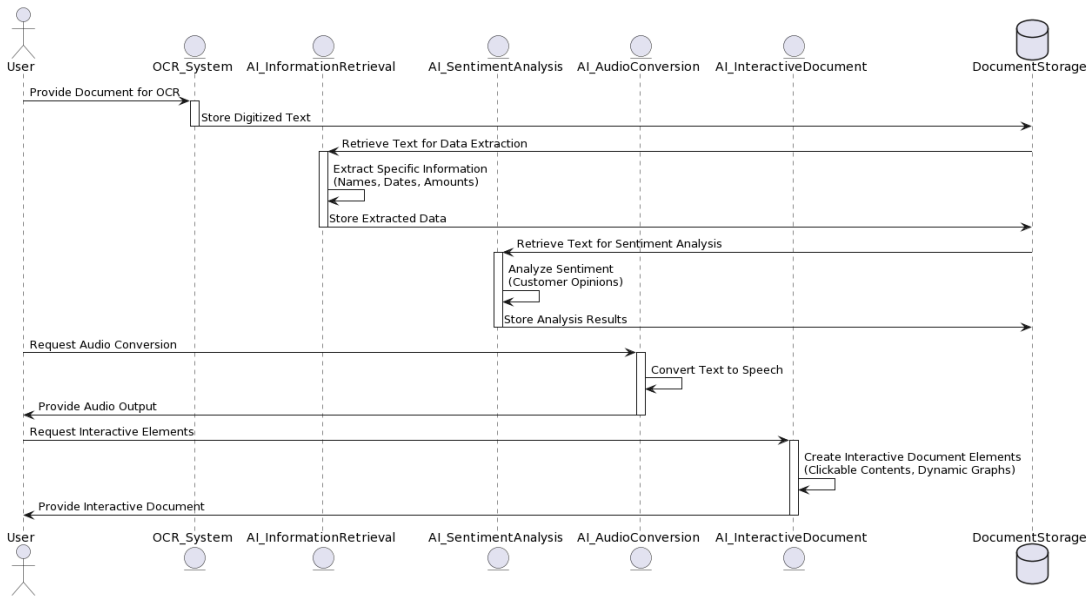 User
OCR_System
AI_InformationRetrieval
AI_SentimentAnalysis
AI_AudioConversion
AI_InteractiveDocument
DocumentStorage
Provide Document for OCR
Store Digitized Text
Retrieve Text for Data Extraction
Extract Specific Information
(Names, Dates, Amounts)
Store Extracted Data
Retrieve Text for Sentiment Analysis
Analyze Sentiment
(Customer Opinions)
Store Analysis Results
Request Audio Conversion
Convert Text to Speech
Provide Audio Output
Request Interactive Elements
Create Interactive Document Elements
(Clickable Contents, Dynamic Graphs)
Provide Interactive Document
User
OCR_System
AI_InformationRetrieval
AI_SentimentAnalysis
AI_AudioConversion
AI_InteractiveDocument
DocumentStorage